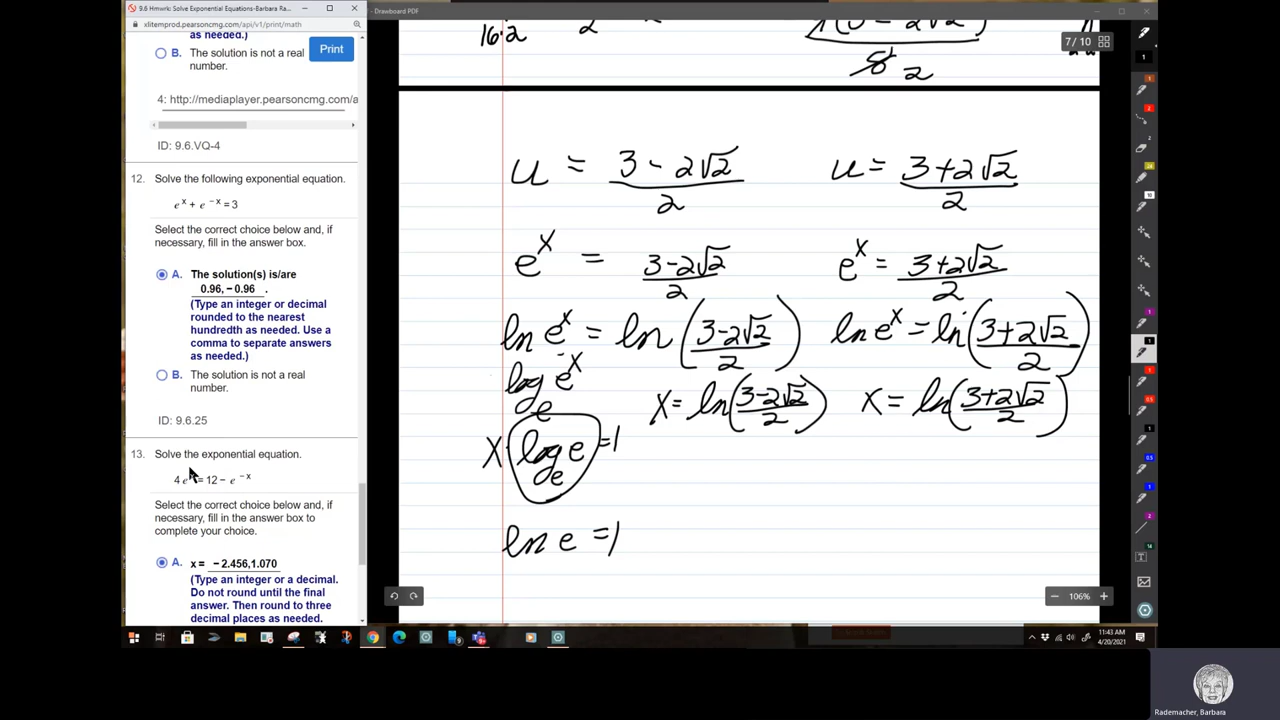 9.6 Hmwrk: Solve Exponential Equations-Barbara Ra...
xlitemprod.pearsoncmg.com/api/v1/print/math
as needed.)
B. The solution is not a real
number.
Print
4: http://mediaplayer.pearsoncmg.com/a
ID: 9.6.VQ-4
12. Solve the following exponential equation.
e^x + e^-x = 3
Select the correct choice below and, if
necessary, fill in the answer box.
A. The solution(s) is/are
0.96, − 0.96 .
(Type an integer or decimal
rounded to the nearest
hundredth as needed. Use a
comma to separate answers
as needed.)
B. The solution is not a real
number.
ID: 9.6.25
13. Solve the exponential equation.
4 e = 12 − e^-x
Select the correct choice below and, if
necessary, fill in the answer box to
complete your choice.
A. x = − 2.456,1.070
(Type an integer or a decimal.
Do not round until the final
answer. Then round to three
decimal places as needed.
- Drawboard PDF
7/10
16·2 2
8 2
u = (3 - 2√2)/2 u = (3 + 2√2)/2
e^x = (3-2√2)/2 e^x = (3+2√2)/2
ln e^x = ln ((3-2√2)/2) ln e^x = ln ((3+2√2)/2)
log_e e^x x = ln((3-2√2)/2) x = ln((3+2√2)/2)
x log_e e = 1
ln e = 1
106%
11:43 AM
4/20/2021
Rademacher, Barbara